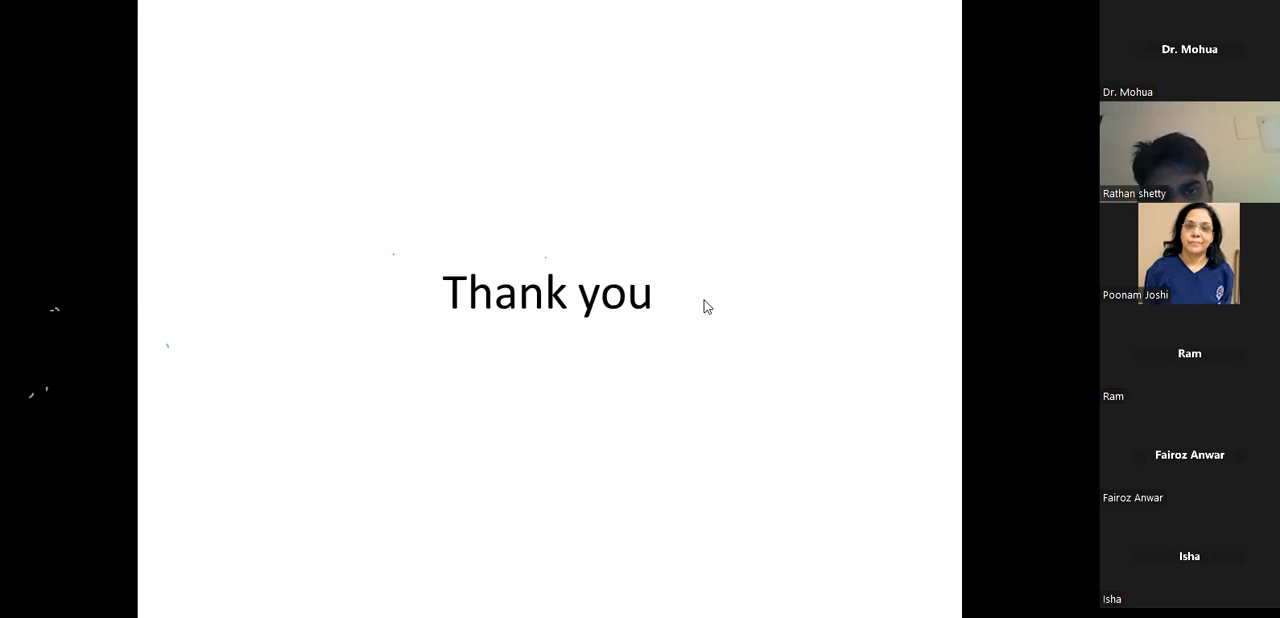 Thank you
Dr. Mohua
Dr. Mohua
Rathan shetty
Poonam Joshi
Ram
Ram
Fairoz Anwar
Fairoz Anwar
Isha
Isha